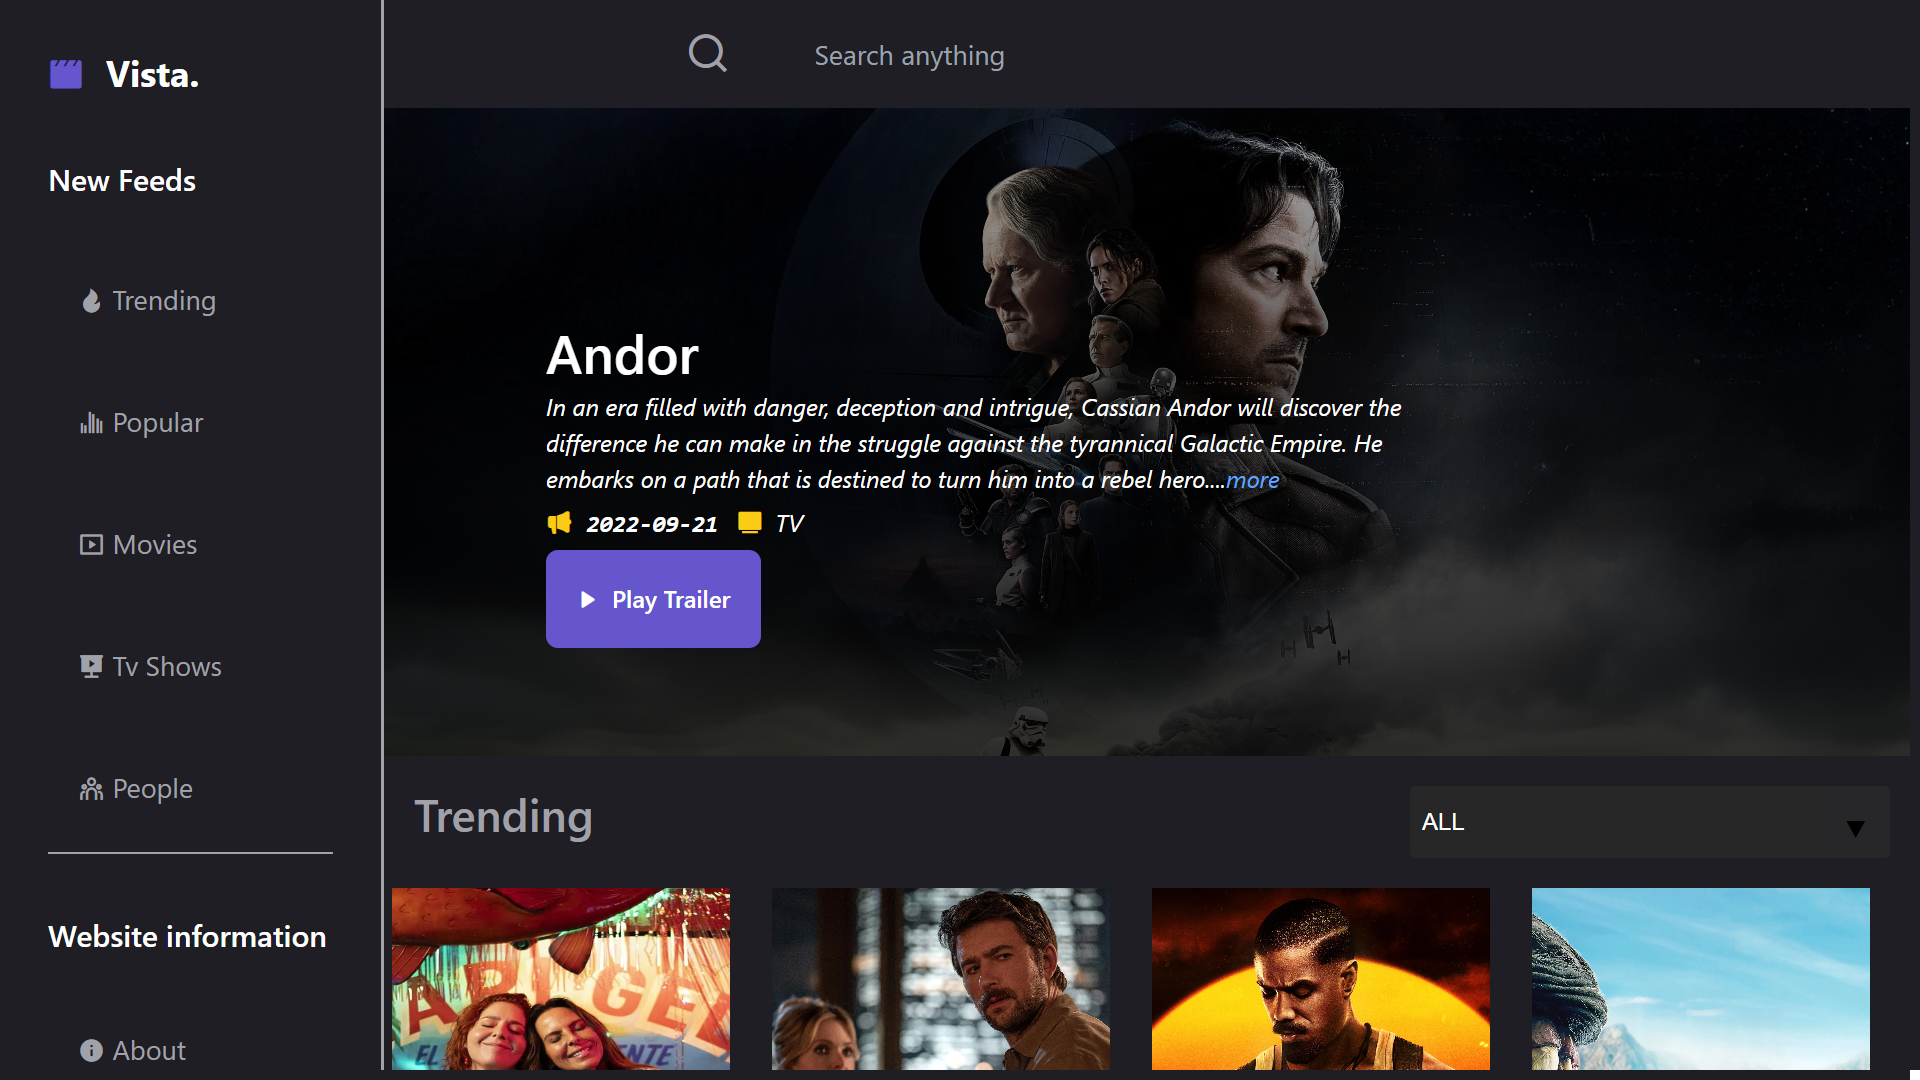 Vista.
New Feeds
Trending
Popular
Movies
Tv Shows
People
Website information
About
Search anything
Andor
In an era filled with danger, deception and intrigue, Cassian Andor will discover the
difference he can make in the struggle against the tyrannical Galactic Empire. He
embarks on a path that is destined to turn him into a rebel hero....more
2022-09-21 TV
Play Trailer
Trending
ALL